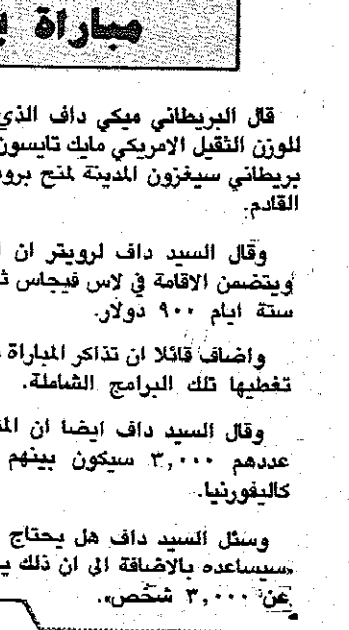 مباراة
قال البريطاني ميكي داف الذي
للوزن الثقيل الامريكي مايك تايسون
بريطاني سيغزون المدينة لمنح برو
القادم.
وقال السيد داف لرويتر ان
ويتضمن الاقامة في لاس فيجاس
ستة ايام ٩٠٠ دولار.
واضاف قائلا ان تذاكر المباراة
تغطيها تلك البرامج الشاملة.
وقال السيد داف ايضا ان
عددهم ٣,٠٠٠ سيكون بينهم
كاليفورنيا.
وسئل السيد داف هل يحتاج
«سيساعده بالاضافة الى ان ذلك
عن ٣,٠٠٠ شخص».